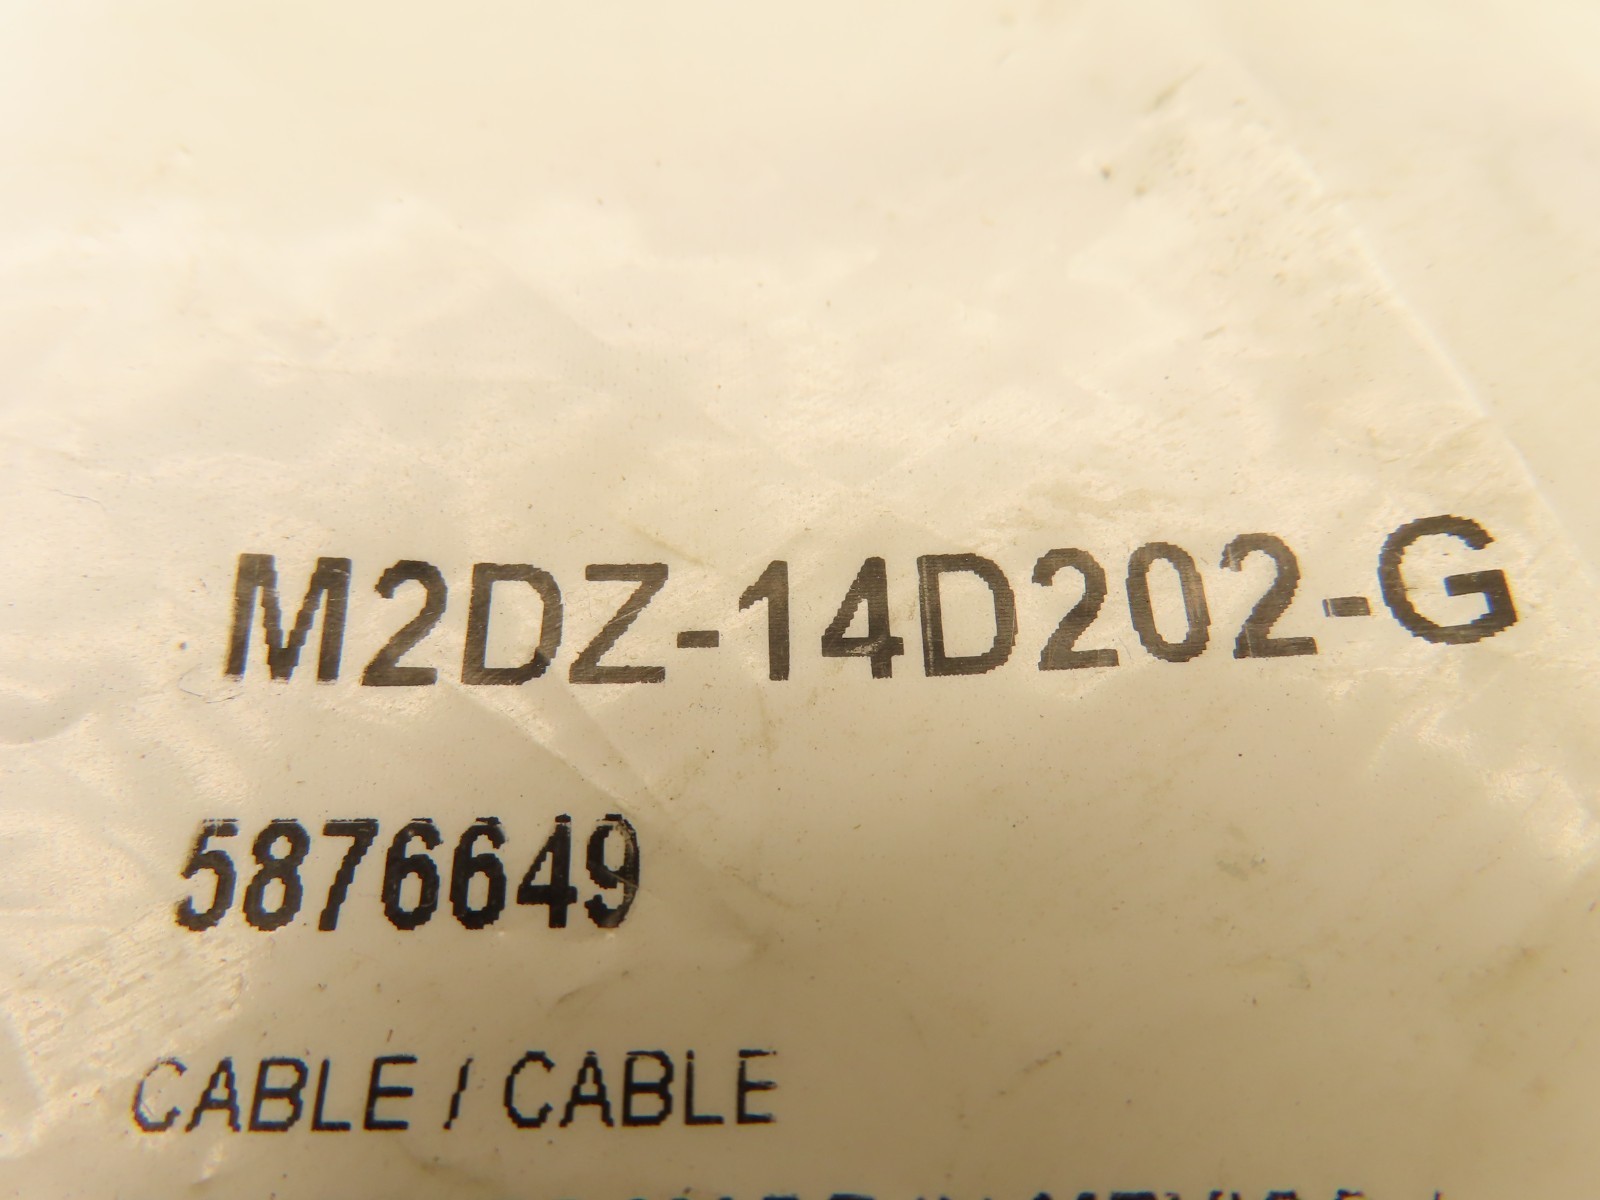 M2DZ-14D202-G
5876649
CABLE / CABLE